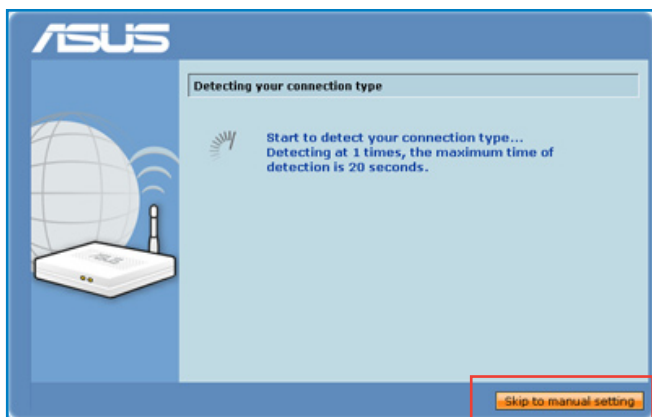 ASUS
Detecting your connection type
Start to detect your connection type...
Detecting at 1 times, the maximum time of
detection is 20 seconds.
ASUS
Skip to manual setting